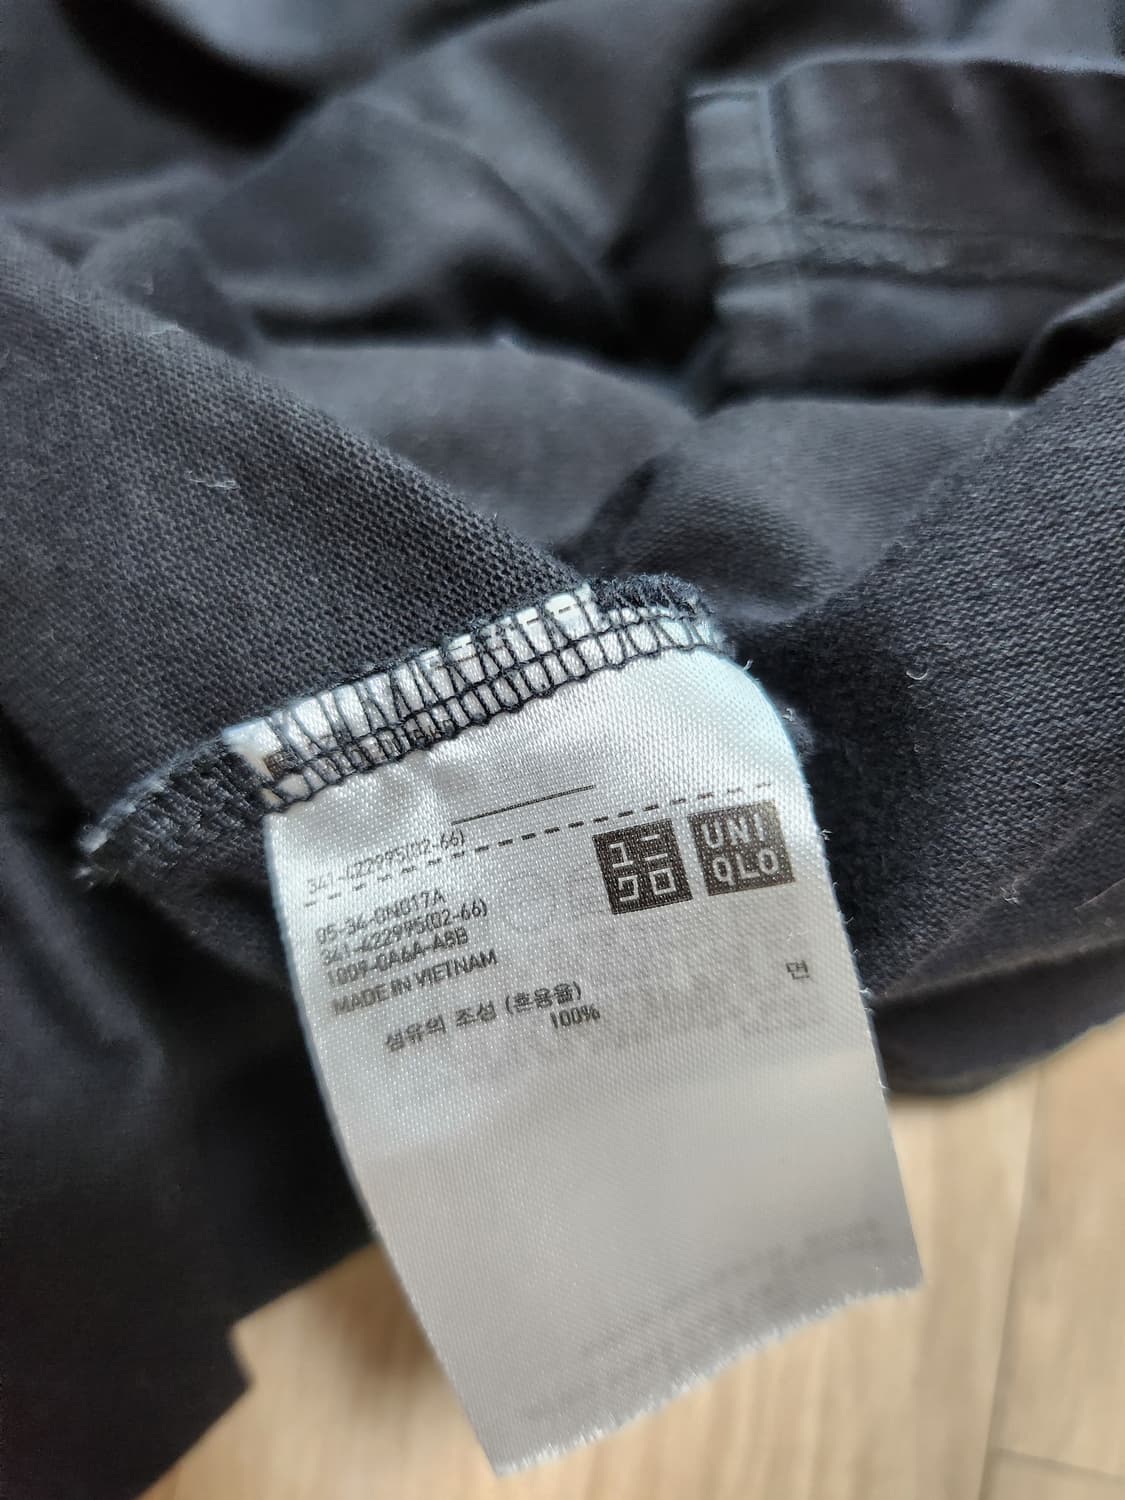 341-422995(02-66)
ユニ
クロ
UNI
QLO
05-34-0N017A
341-422995(02-66)
1009-0A6A-A8B
MADE IN VIETNAM
섬유의 조성 (혼용율)
면
100%